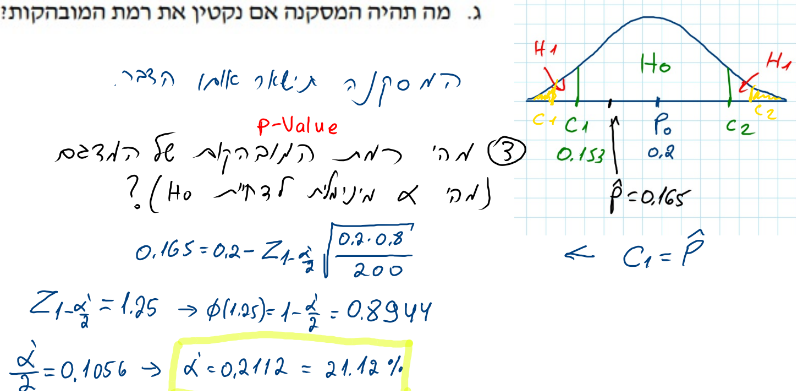 ג. מה תהיה המסקנה אם נקטין את רמת המובהקות?
המסקנה תישאר אותו הדבר.
H1 H0 H1
C1 C1 P0 C2 C2
0.153 0.2
P̂ = 0.165
P-Value
③ מהי רמת המובהקות של המדגם
(מהי α מינימלית לדחיית H0)?
← C1 = P̂
0.165 = 0.2 - Z1-α'/2 √(0.2·0.8/200)
Z1-α'/2 = 1.25 → φ(1.25) = 1-α'/2 = 0.8944
α'/2 = 0.1056 → α' = 0.2112 = 21.12%